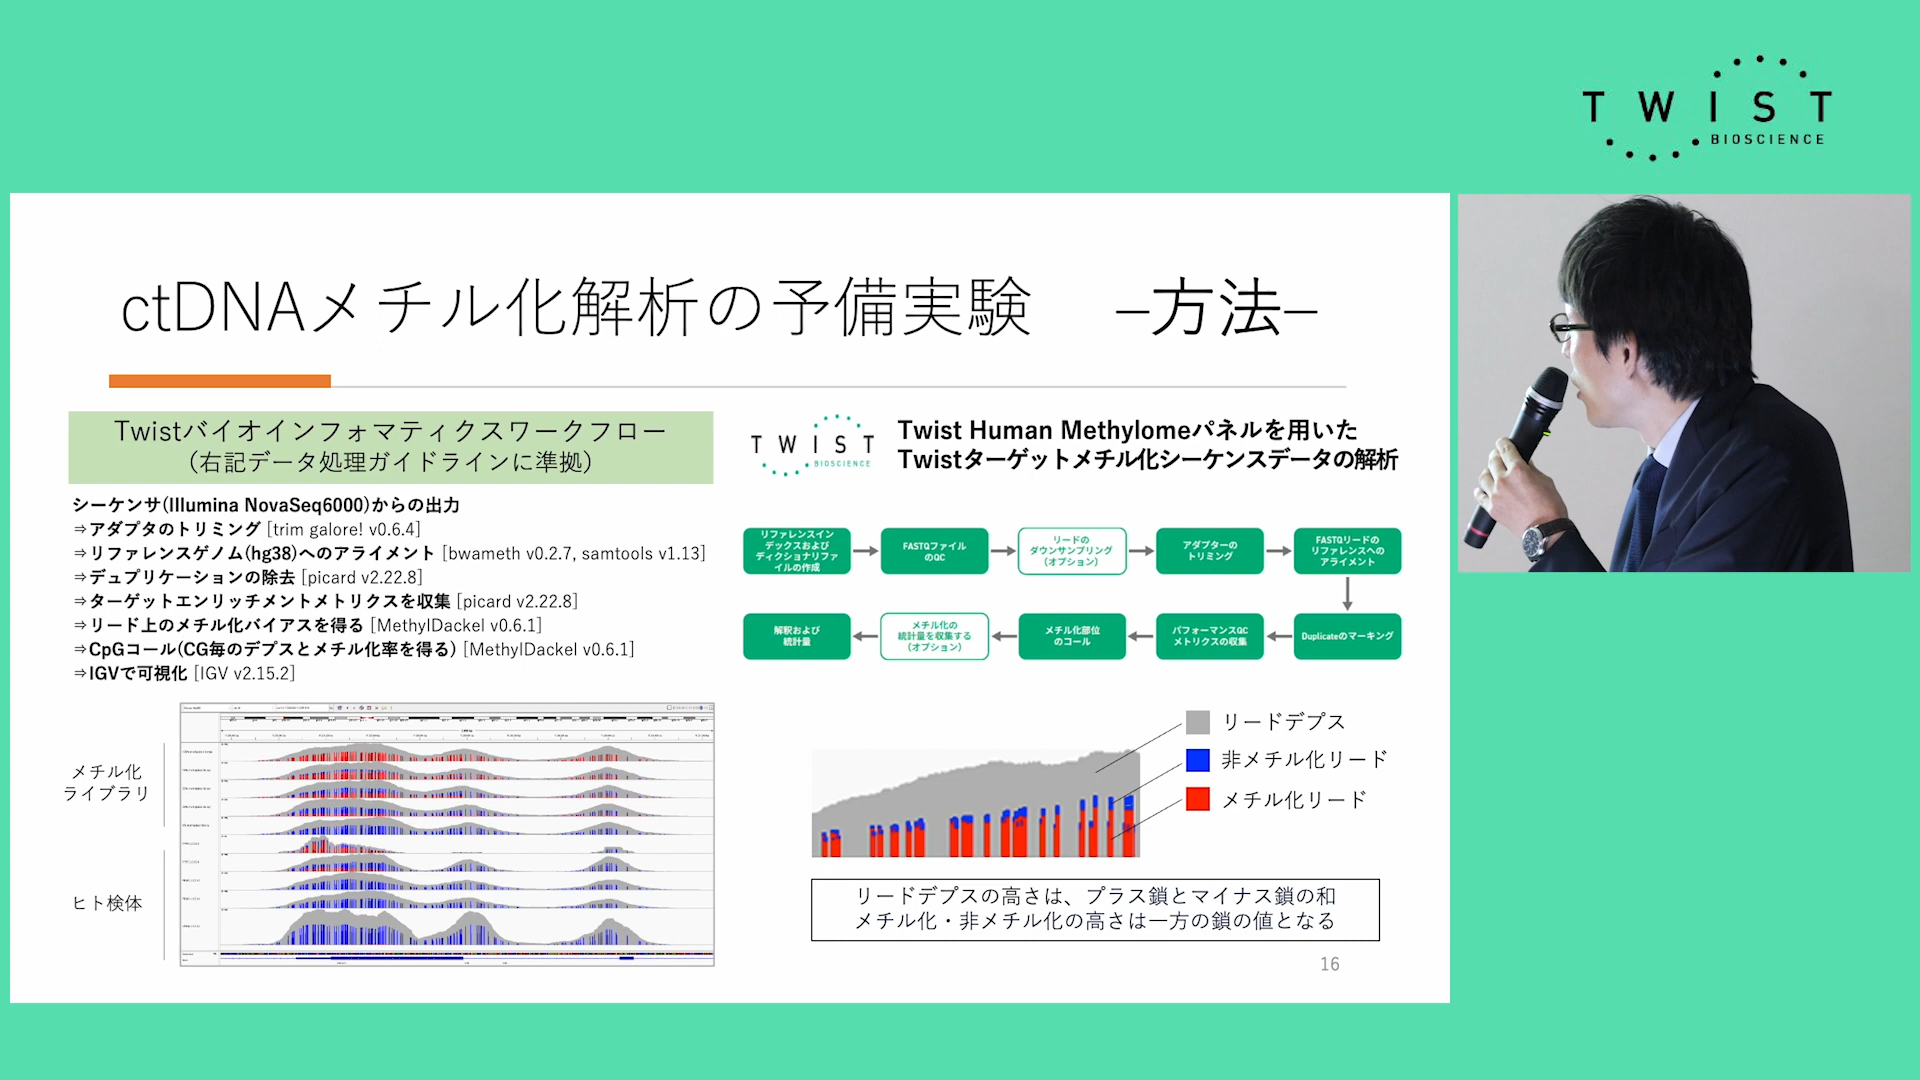 TWIST
BIOSCIENCE
ctDNAメチル化解析の予備実験 –方法–
Twistバイオインフォマティクスワークフロー
(右記データ処理ガイドラインに準拠)
シーケンサ(Illumina NovaSeq6000)からの出力
⇒アダプタのトリミング [trim galore! v0.6.4]
⇒リファレンスゲノム(hg38)へのアライメント [bwameth v0.2.7, samtools v1.13]
⇒デュプリケーションの除去 [picard v2.22.8]
⇒ターゲットエンリッチメントメトリクスを収集 [picard v2.22.8]
⇒リード上のメチル化バイアスを得る [MethylDackel v0.6.1]
⇒CpGコール(CG毎のデプスとメチル化率を得る) [MethylDackel v0.6.1]
⇒IGVで可視化 [IGV v2.15.2]
メチル化
ライブラリ
ヒト検体
TWIST
BIOSCIENCE
Twist Human Methylomeパネルを用いた
Twistターゲットメチル化シーケンスデータの解析
リファレンスイン
デックスおよび
ディクショナリファ
イルの作成
FASTQファイル
のQC
リードの
ダウンサンプリング
(オプション)
アダプターの
トリミング
FASTQリードの
リファレンスへの
アライメント
Duplicateのマーキング
パフォーマンスQC
メトリクスの収集
メチル化部位
のコール
メチル化の
統計量を収集する
(オプション)
解釈および
統計量
リードデプス
非メチル化リード
メチル化リード
リードデプスの高さは、プラス鎖とマイナス鎖の和
メチル化・非メチル化の高さは一方の鎖の値となる
16